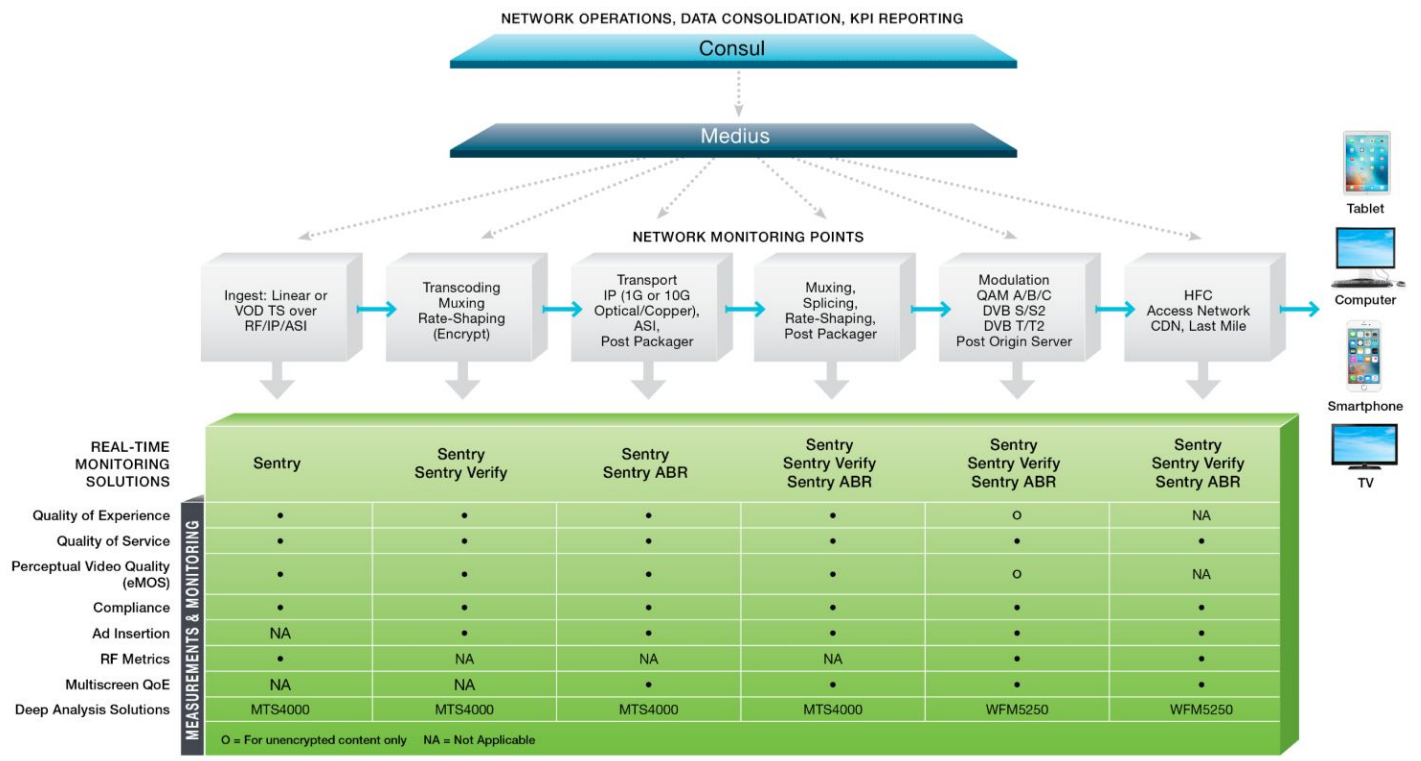 NETWORK OPERATIONS, DATA CONSOLIDATION, KPI REPORTING
Consul
Medius
NETWORK MONITORING POINTS
Ingest: Linear or
VOD TS over
RF/IP/ASI
Transcoding
Muxing
Rate-Shaping
(Encrypt)
Transport
IP (1G or 10G
Optical/Copper),
ASI,
Post Packager
Muxing,
Splicing,
Rate-Shaping,
Post Packager
Modulation
QAM A/B/C
DVB S/S2
DVB T/T2
Post Origin Server
HFC
Access Network
CDN, Last Mile
Tablet
Computer
Smartphone
TV
REAL-TIME
MONITORING
SOLUTIONS
Sentry
Sentry
Sentry Verify
Sentry
Sentry ABR
Sentry
Sentry Verify
Sentry ABR
Sentry
Sentry Verify
Sentry ABR
Sentry
Sentry Verify
Sentry ABR
MEASUREMENTS & MONITORING
Quality of Experience • • • • O NA
Quality of Service • • • • • •
Perceptual Video Quality
(eMOS) • • • • O NA
Compliance • • • • • •
Ad Insertion NA • • • • •
RF Metrics • NA NA NA • •
Multiscreen QoE NA NA • • • •
Deep Analysis Solutions MTS4000 MTS4000 MTS4000 MTS4000 WFM5250 WFM5250
O = For unencrypted content only NA = Not Applicable